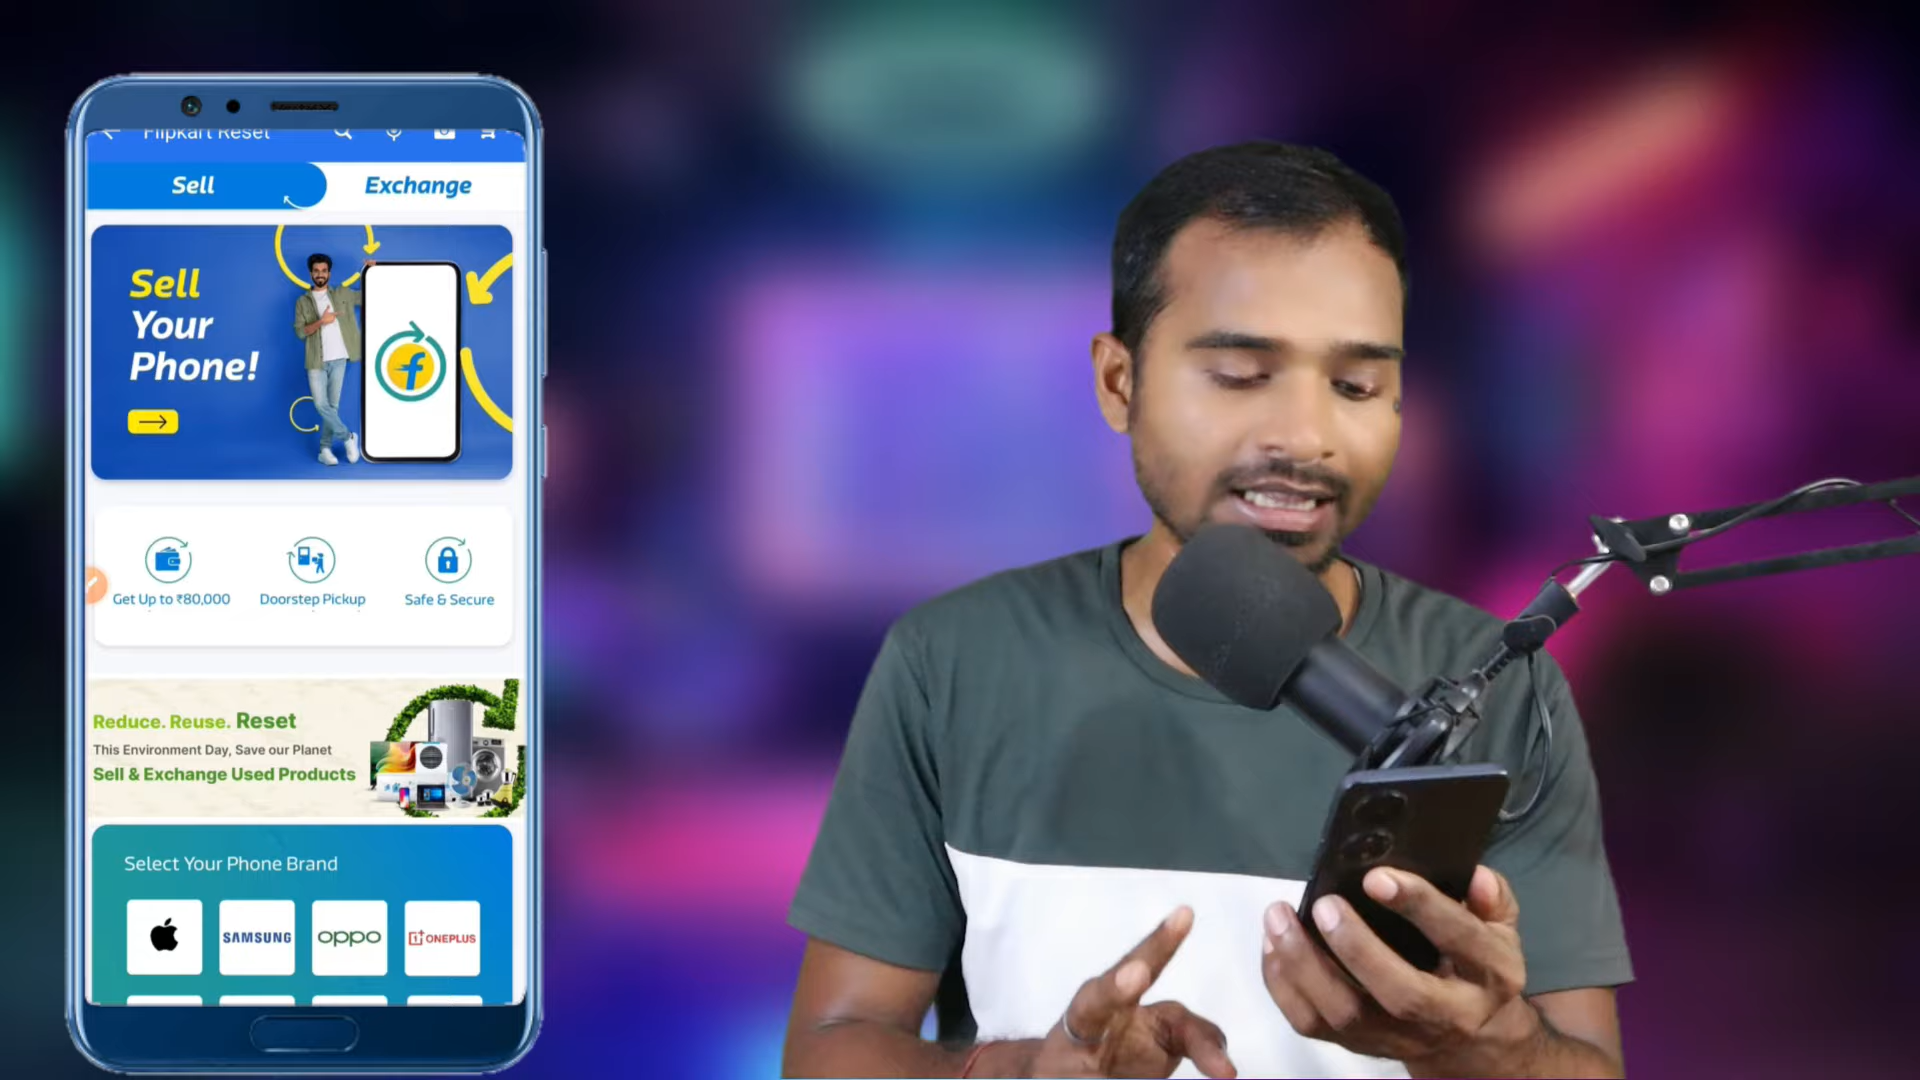 Flipkart Reset
Sell
Exchange
Sell
Your
Phone!
f
Get Up to ₹80,000
Doorstep Pickup
Safe & Secure
Reduce. Reuse. Reset
This Environment Day, Save our Planet
Sell & Exchange Used Products
Select Your Phone Brand
SAMSUNG
oppo
1+ ONEPLUS